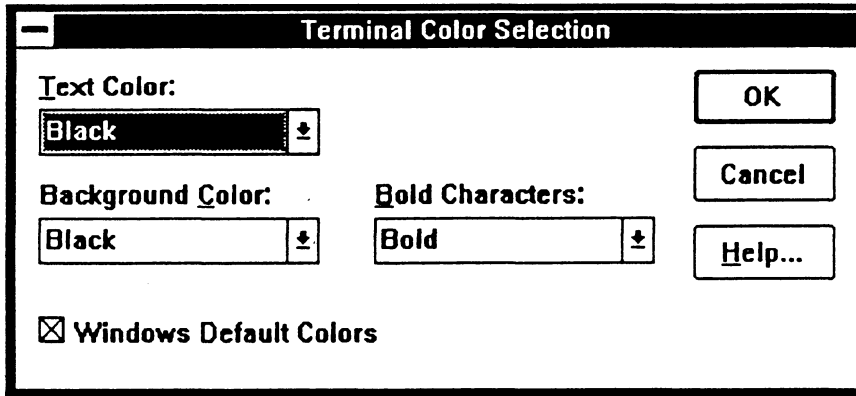 Terminal Color Selection
Text Color:
Black
OK
Background Color:
Bold Characters:
Cancel
Black
Bold
Help...
Windows Default Colors